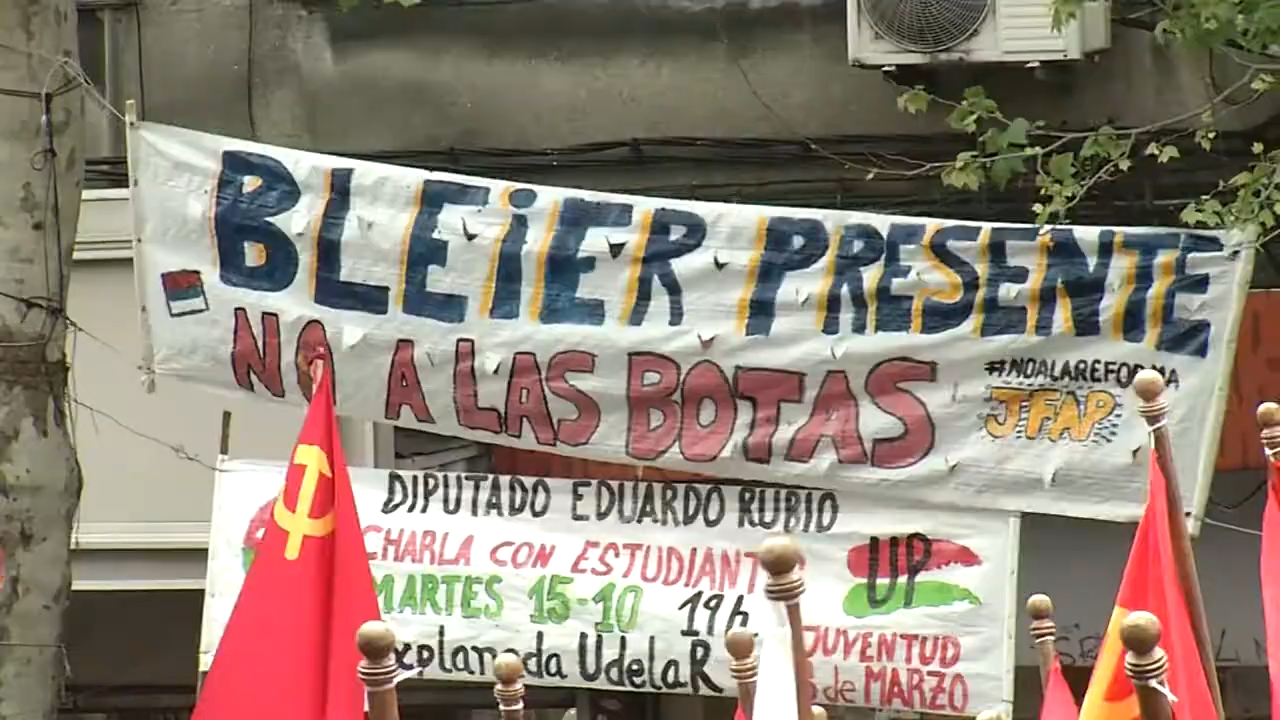 BLEiER PRESENTE
NO A LAS BOTAS
#NOALAREFORMA
JFAP
DIPUTADO EDUARDO RUBIO
CHARLA CON ESTUDIANT
MARTES 15-10 19h
explanada UdelaR
UP
JUVENTUD
de MARZO